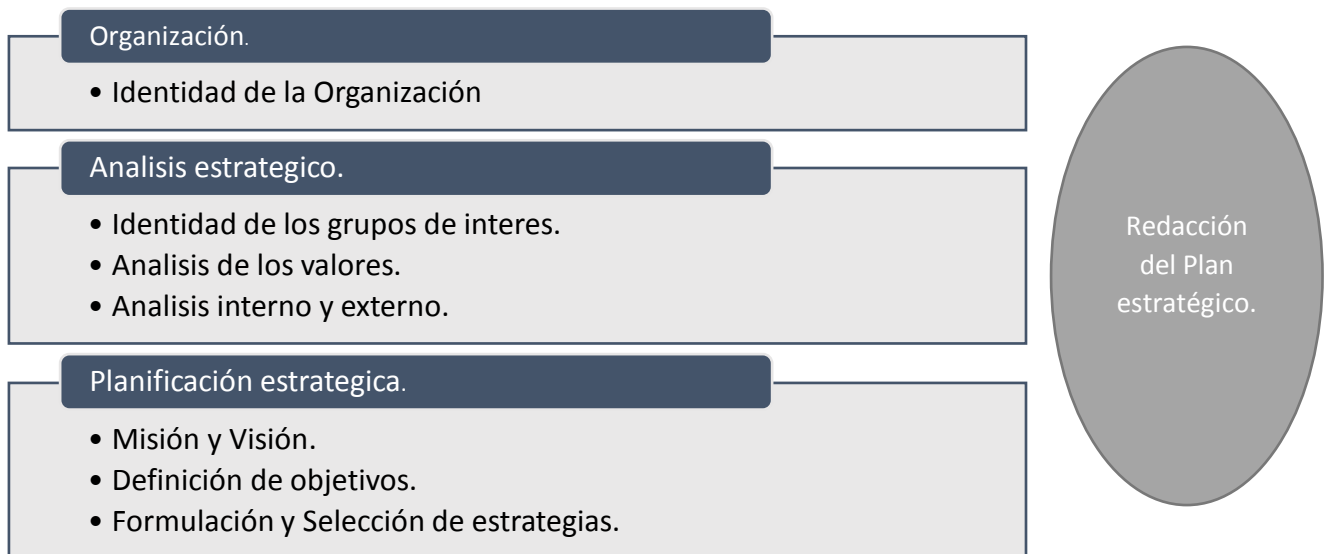 Organización.
• Identidad de la Organización
Analisis estrategico.
• Identidad de los grupos de interes.
• Analisis de los valores.
• Analisis interno y externo.
Planificación estrategica.
• Misión y Visión.
• Definición de objetivos.
• Formulación y Selección de estrategias.
Redacción
del Plan
estratégico.